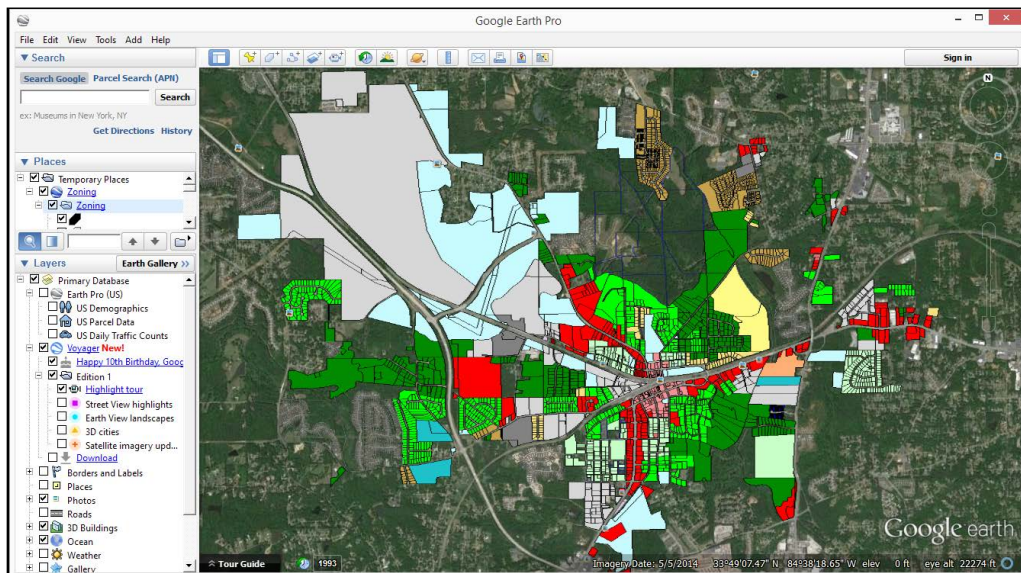 Google Earth Pro
File Edit View Tools Add Help
▼ Search
Search Google Parcel Search (APN)
Search
ex: Museums in New York, NY
Get Directions History
▼ Places
Temporary Places
Zoning
Zoning
▼ Layers
Earth Gallery >>
Primary Database
Earth Pro (US)
US Demographics
US Parcel Data
US Daily Traffic Counts
Voyager New!
Happy 10th Birthday, Goog
Edition 1
Highlight tour
Street View highlights
Earth View landscapes
3D cities
Satellite imagery upd...
Download
Borders and Labels
Places
Photos
Roads
3D Buildings
Ocean
Weather
Gallery
Sign in
N
Google earth
Tour Guide
1993
Imagery Date: 5/5/2014 33°49'07.47" N 84°38'18.65" W elev 0 ft eye alt 22274 ft